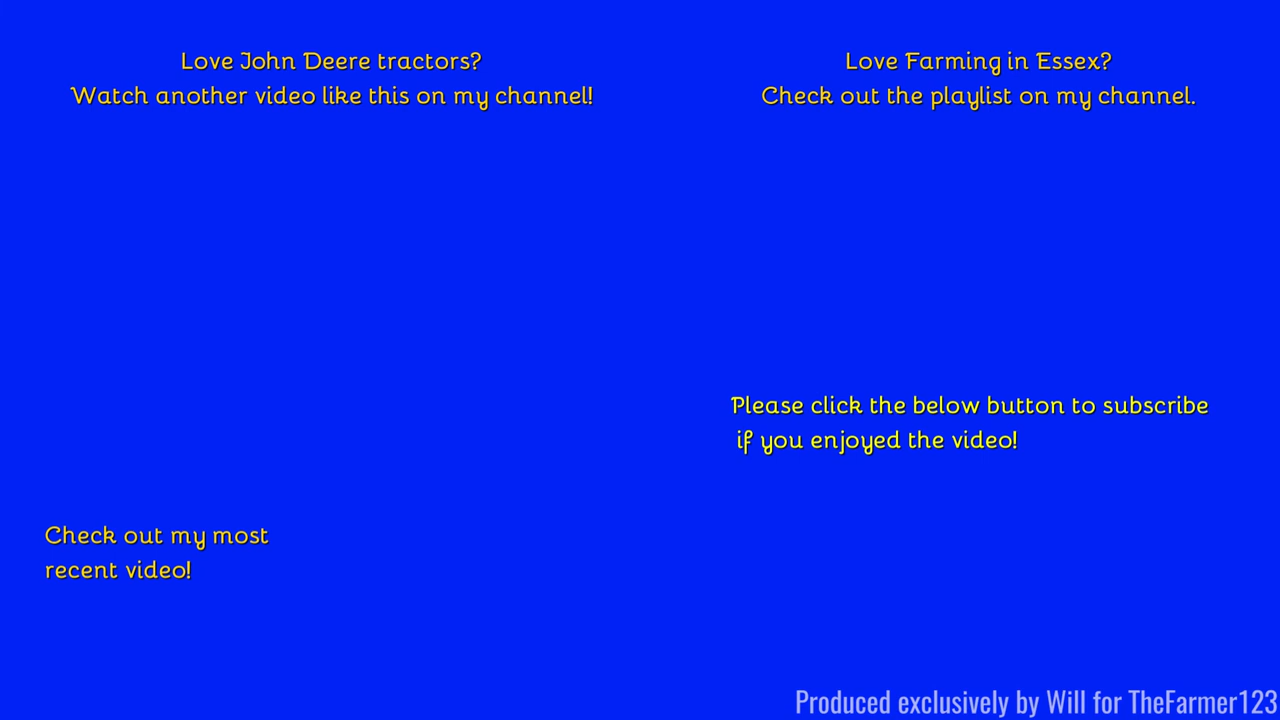 Love John Deere tractors?
Watch another video like this on my channel!
Love Farming in Essex?
Check out the playlist on my channel.
Please click the below button to subscribe
if you enjoyed the video!
Check out my most
recent video!
Produced exclusively by Will for TheFarmer123